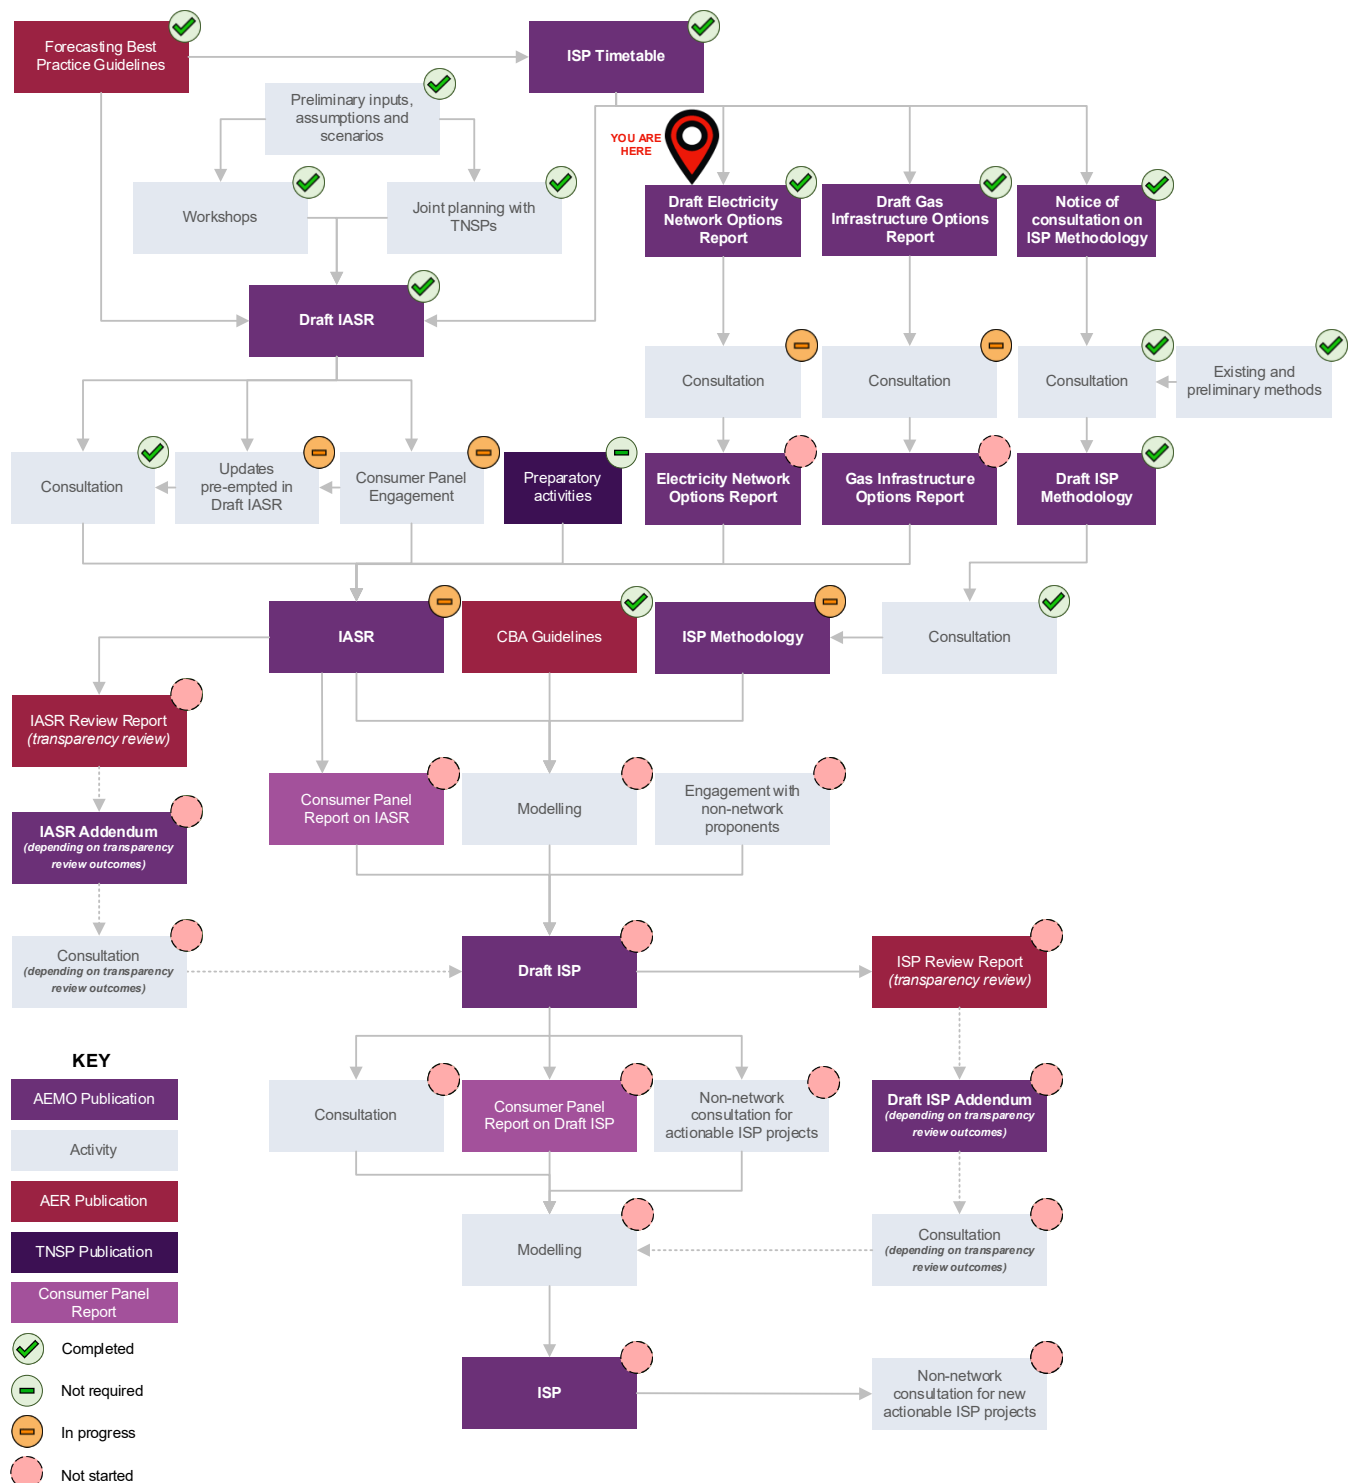 Forecasting Best
Practice Guidelines
ISP Timetable
Preliminary inputs,
assumptions and
scenarios
YOU ARE
HERE
Workshops
Joint planning with
TNSPs
Draft Electricity
Network Options
Report
Draft Gas
Infrastructure Options
Report
Notice of
consultation on
ISP Methodology
Draft IASR
Consultation
Consultation
Consultation
Existing and
preliminary methods
Consultation
Updates
pre-empted in
Draft IASR
Consumer Panel
Engagement
Preparatory
activities
Electricity Network
Options Report
Gas Infrastructure
Options Report
Draft ISP
Methodology
IASR
CBA Guidelines
ISP Methodology
Consultation
IASR Review Report
(transparency review)
Consumer Panel
Report on IASR
Modelling
Engagement with
non-network
proponents
IASR Addendum
(depending on transparency
review outcomes)
Consultation
(depending on transparency
review outcomes)
Draft ISP
ISP Review Report
(transparency review)
Consultation
Consumer Panel
Report on Draft ISP
Non-network
consultation for
actionable ISP projects
Draft ISP Addendum
(depending on transparency
review outcomes)
Modelling
Consultation
(depending on transparency
review outcomes)
ISP
Non-network
consultation for new
actionable ISP projects
KEY
AEMO Publication
Activity
AER Publication
TNSP Publication
Consumer Panel
Report
Completed
Not required
In progress
Not started